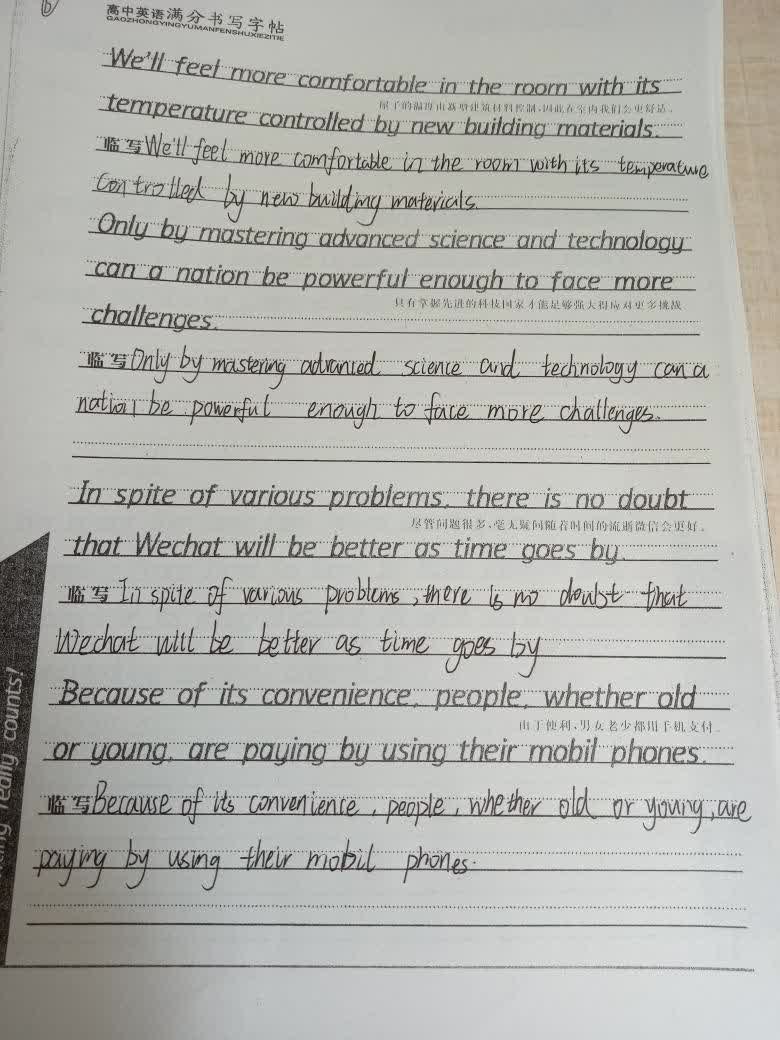 高中英语满分书写字帖
GAOZHONGYINGYUMANFENSHUXIEZITIE
We'll feel more comfortable in the room with its
房子的温度由新型建筑材料控制,因此在室内我们会更舒适。
temperature controlled by new building materials.
临写 We'll feel more comfortable in the room with its temperature
controlled by new building materials.
Only by mastering advanced science and technology
can a nation be powerful enough to face more
只有掌握先进的科技国家才能足够强大得应对更多挑战
challenges.
临写 Only by mastering advanced science and technology can a
nation be powerful enough to face more challenges.
In spite of various problems, there is no doubt
尽管问题很多,毫无疑问随着时间的流逝微信会更好。
that Wechat will be better as time goes by.
临写 In spite of various problems, there is no doubt that
Wechat will be better as time goes by
Because of its convenience, people, whether old
由于便利,男女老少都用手机支付。
or young, are paying by using their mobil phones.
临写 Because of its convenience, people, whether old or young, are
paying by using their mobil phones.
really counts!